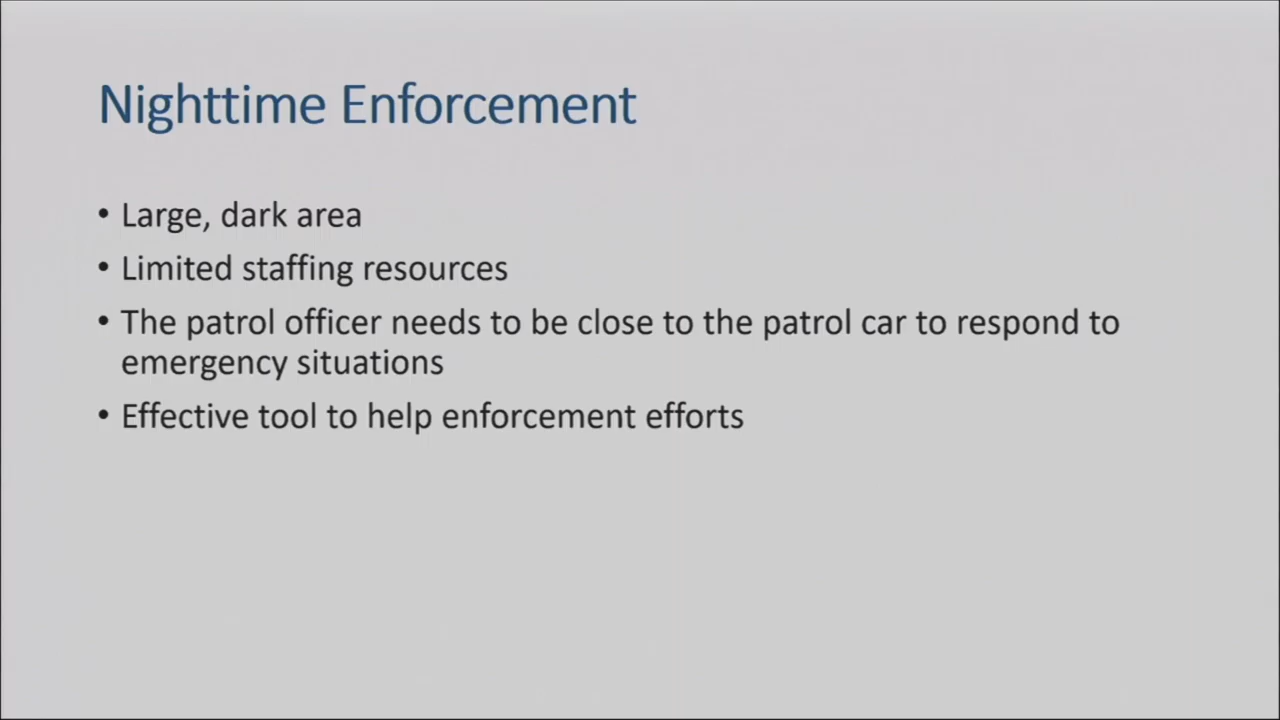 Nighttime Enforcement
• Large, dark area
• Limited staffing resources
• The patrol officer needs to be close to the patrol car to respond to
emergency situations
• Effective tool to help enforcement efforts